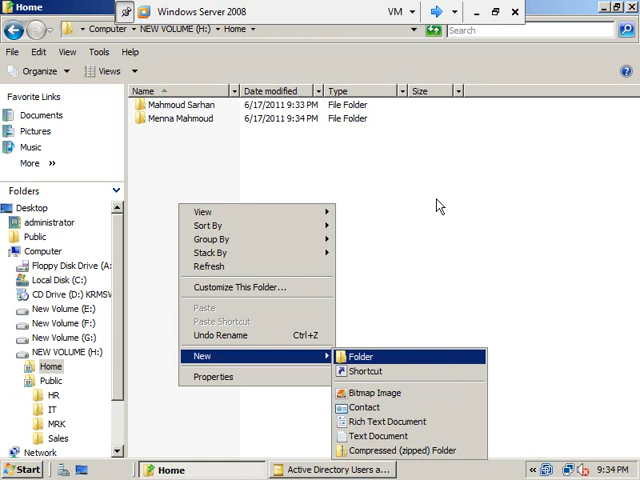 Home
Windows Server 2008
VM
Computer
NEW VOLUME (H:)
Home
Search
File
Edit
View
Tools
Help
Organize
Views
Favorite Links
Documents
Pictures
Music
More »
Folders
Desktop
administrator
Public
Computer
Floppy Disk Drive (A:
Local Disk (C:)
CD Drive (D:) KRMSV
New Volume (E:)
New Volume (F:)
New Volume (G:)
NEW VOLUME (H:)
Home
Public
HR
IT
MRK
Sales
Network
Name
Date modified
Type
Size
Mahmoud Sarhan
6/17/2011 9:33 PM
File Folder
Menna Mahmoud
6/17/2011 9:34 PM
File Folder
View
Sort By
Group By
Stack By
Refresh
Customize This Folder...
Paste
Paste Shortcut
Undo Rename
Ctrl+Z
New
Properties
Folder
Shortcut
Bitmap Image
Contact
Rich Text Document
Text Document
Compressed (zipped) Folder
Start
Home
Active Directory Users a...
«
9:34 PM